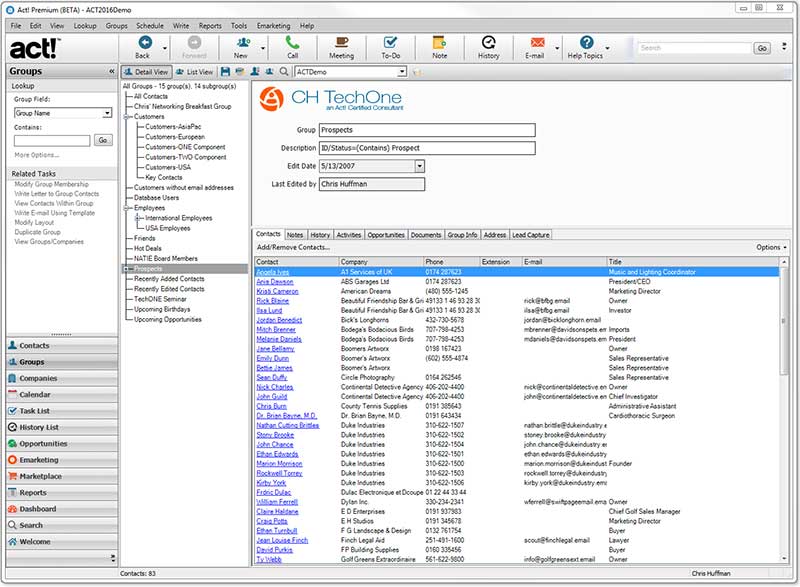 Act! Premium (BETA) - ACT2016Demo
File Edit View Lookup Groups Schedule Write Reports Tools Emarketing Help
act!
Back Forward New Call Meeting To-Do Note History E-mail Help Topics Search Go
Groups «
Detail View List View ACTDemo
Lookup
Group Field:
Group Name
Contains:
Go
More Options...
Related Tasks
Modify Group Membership
Write Letter to Group Contacts
View Contacts Within Group
Write E-mail Using Template
Modify Layout
Duplicate Group
View Groups/Companies
Contacts
Groups
Companies
Calendar
Task List
History List
Opportunities
Emarketing
Marketplace
Reports
Dashboard
Search
Welcome
All Groups - 15 group(s), 14 subgroup(s)
All Contacts
Chris' Networking Breakfast Group
Customers
Customers-AsiaPac
Customers-European
Customers-ONE Component
Customers-TWO Component
Customers-USA
Key Contacts
Customers without email addresses
Database Users
Employees
International Employees
USA Employees
Friends
Hot Deals
NATIE Board Members
Prospects
Recently Added Contacts
Recently Edited Contacts
TechONE Seminar
Upcoming Birthdays
Upcoming Opportunities
CH TechOne
an Act! Certified Consultant
Group Prospects
Description ID/Status=(Contains) Prospect
Edit Date 5/13/2007
Last Edited by Chris Huffman
Contacts Notes History Activities Opportunities Documents Group Info Address Lead Capture
Add/Remove Contacts... Options
Contact Company Phone Extension E-mail Title
Angela Ives A1 Services of UK 0174 287623 Music and Lighting Coordinator
Ania Dawson ABS Garages Ltd 0174 287623 President/CEO
Kristi Cameron American Dreams (480) 555-1245 Marketing Director
Rick Blaine Beautiful Friendship Bar & Gri 49133 1 46 93 28 30 rick@bfbg.email Owner
Ilsa Lund Beautiful Friendship Bar & Gri 49133 1 46 93 28 30 ilsa@bfbg.email Investor
Jordan Benedict Bick's Longhorns 432-730-5678 jordan@bicklonghorn.email
Mitch Brenner Bodega's Bodacious Birds 707-798-4253 mbrenner@davidsonspets.em Imports
Melanie Daniels Bodega's Bodacious Birds 707-798-4253 mdaniels@davidsonspets.em President
Jane Bellamy Boomers Artworx 0198 167423 Owner
Emily Dunn Boomer's Artworx (602) 555-4874 Sales Representative
Bettie James Boomer's Artworx Sales Representative
Sean Duffy Circle Photography 0164 262546 Sales Representative
Nick Charles Continental Detective Agency 406-202-4400 nick@continentaldetective.en Owner
John Guild Continental Detective Agency 406-202-4400 john@continentaldetective.en Chief Investigator
Chris Burn County Tennis Supplies 0191 385643 Administrative Assistant
Dr. Brian Bayne, M.D. Dr. Brian Bayne, M.D. 0191 643434 Cardiothoracic Surgeon
Nathan Cutting Brittles Duke Industries 310-622-1507 nathan.brittle@dukeindustry.e
Stony Brooke Duke Industries 310-622-1502 stoney.brooke@dukeindustry.
John Chance Duke Industries 310-622-1504 john.chance@dukeindustry.en
Ethan Edwards Duke Industries 310-622-1501 ethan.edwards@dukeindustry
Marion Morrison Duke Industries 310-622-1500 marion.morrison@dukeindustr Founder
Rockwell Torrey Duke Industries 310-622-1503 rockwell.torrey@dukeindustry
Kirby York Duke Industries 310-622-1506 kirby.york@dukeindustry.ema
Frdric Dulac Dulac Electronique et Dcoupe 01 22 44 33 44
William Ferrell Dylan Inc. 330-234-2341 wferrell@swiftpageemail.ema Owner
Claire Haldane E D Enterprises 0191 937983 Chief Golf Sales Manager
Craig Potts E H Studios 0191 345678 Marketing Director
Ethan Turnbull F G Landscape & Design 0132 761754 Buyer
Jean Louise Finch Finch Legal Aid 251-491-1600 scout@finchlegal.email Lawyer
David Purkis FP Building Supplies 0160 335456 Buyer
Ty Webb Golf Greens Extraordinaire 561-622-9800 info@golfgreensext.email Owner
Contacts: 83 Chris Huffman